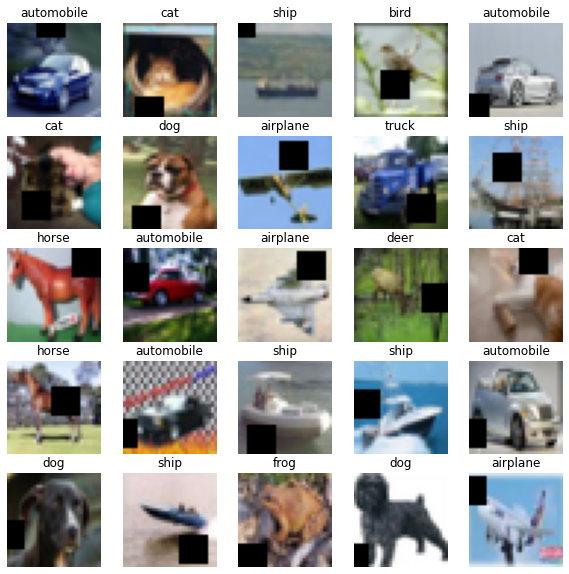 automobile cat ship bird automobile
cat dog airplane truck ship
horse automobile airplane deer cat
horse automobile ship ship automobile
dog ship frog dog airplane